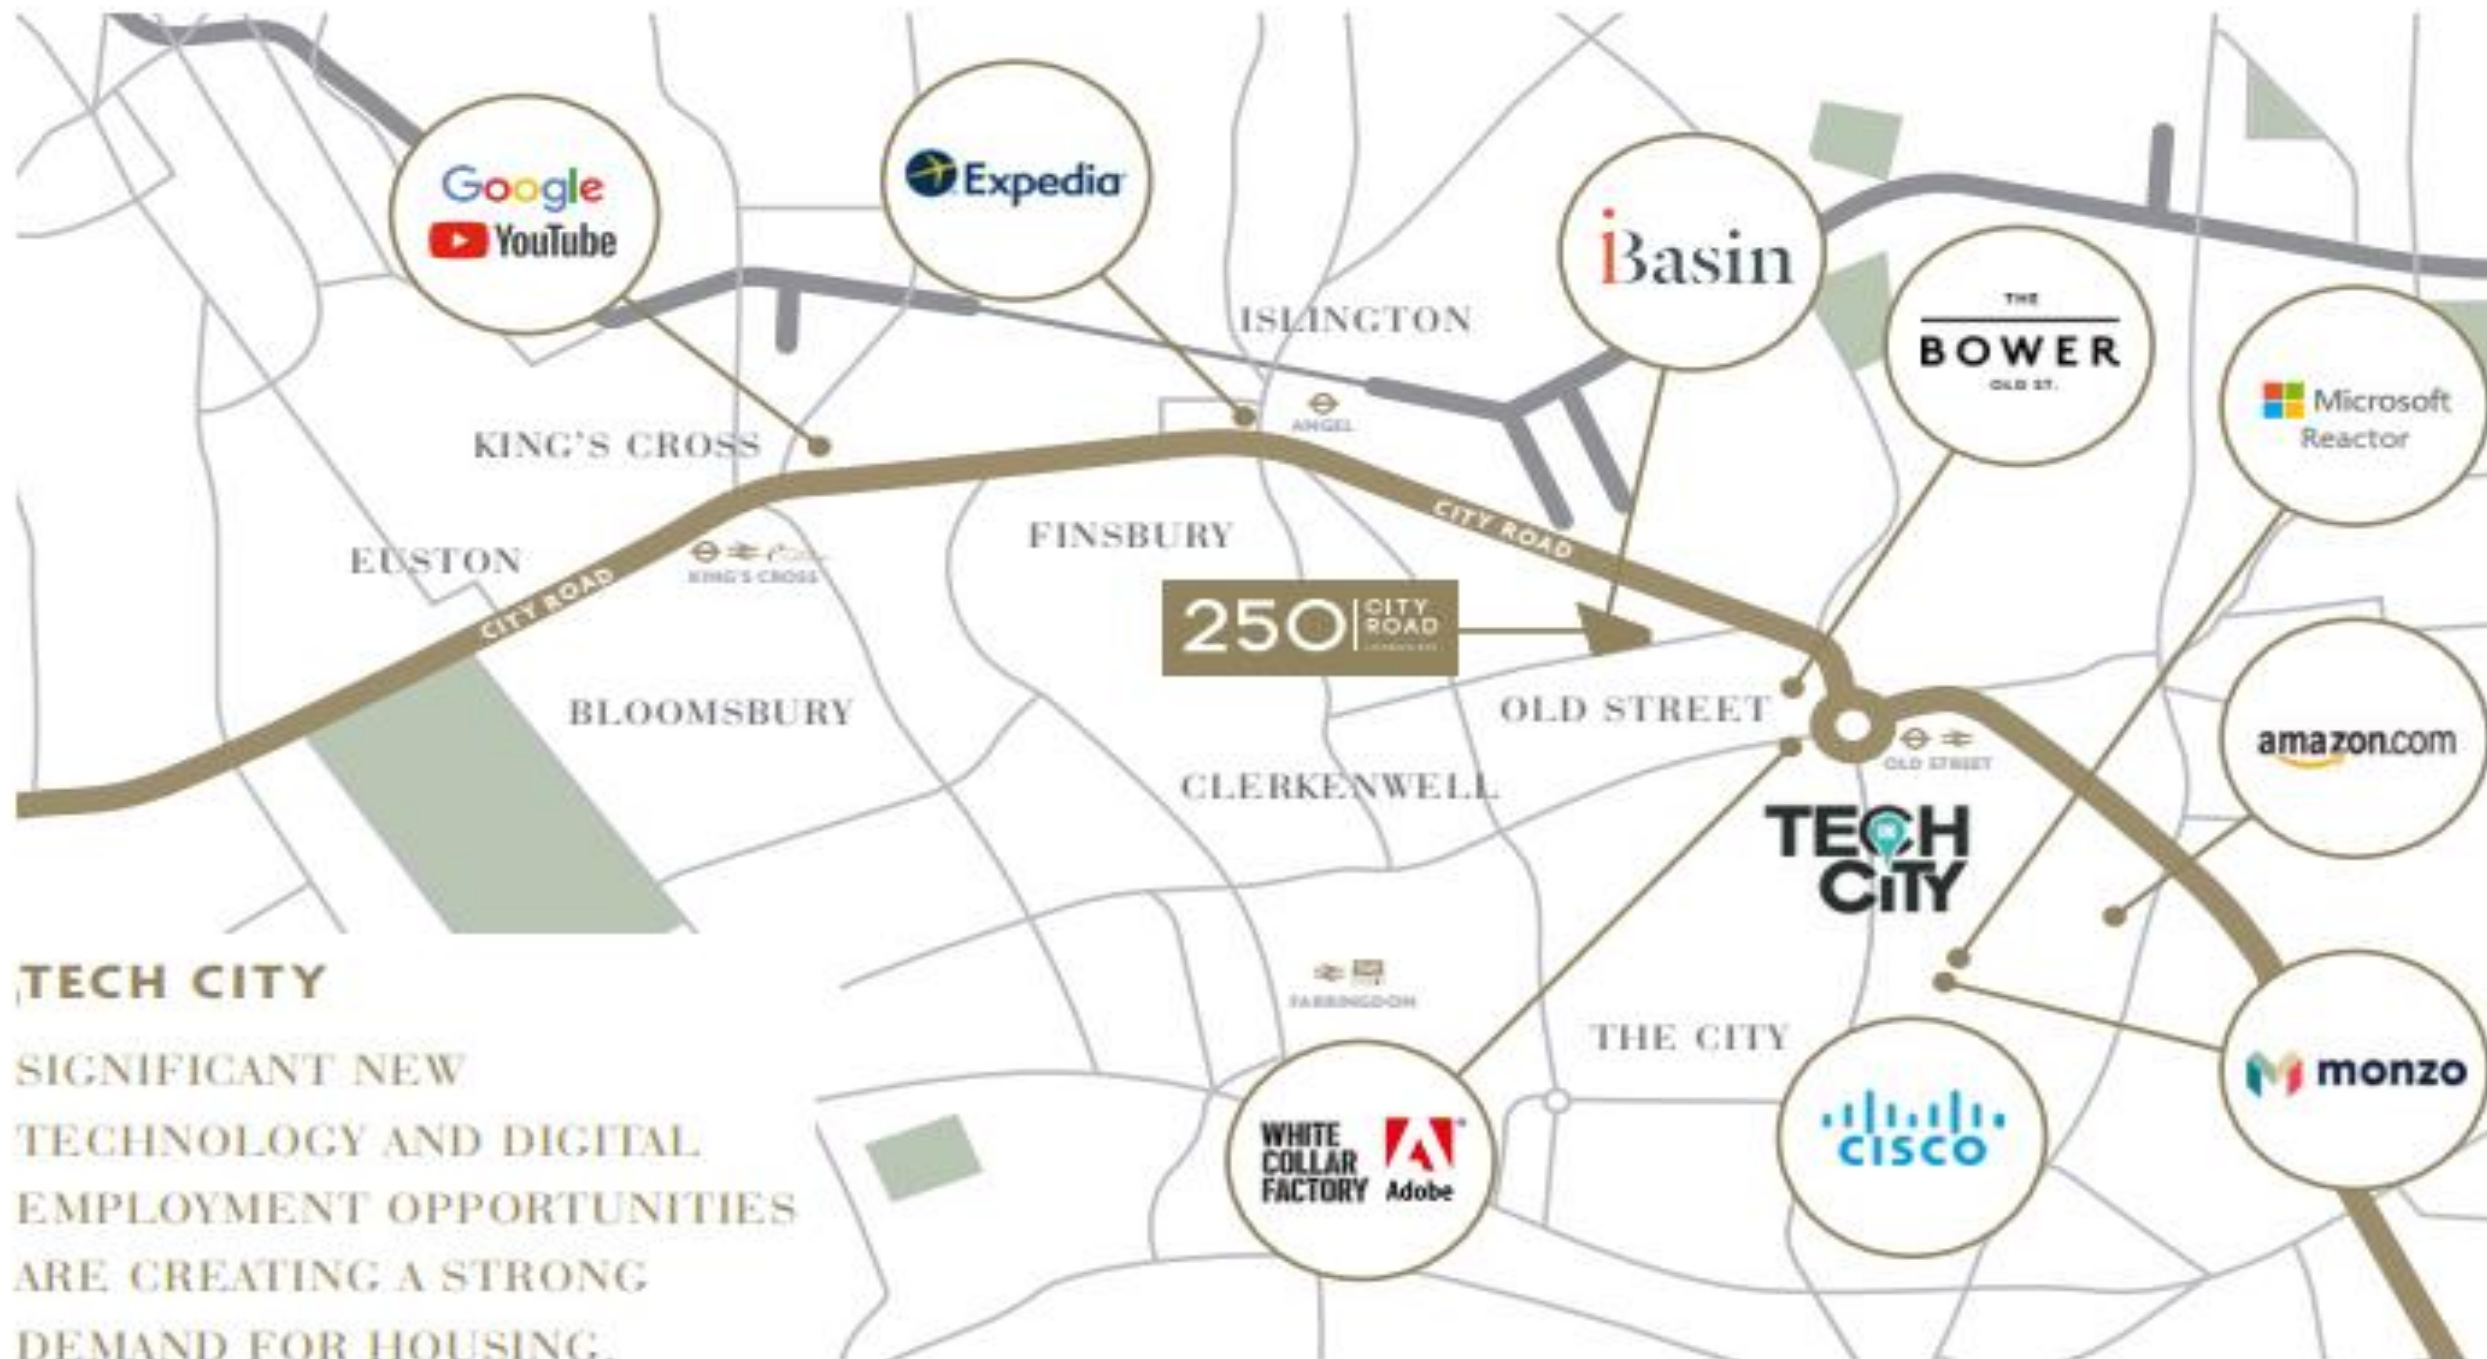 Google
YouTube
Expedia
iBasin
THE
BOWER
OLD ST.
Microsoft
Reactor
ISLINGTON
ANGEL
KING'S CROSS
CITY ROAD
FINSBURY
EUSTON
KING'S CROSS
CITY ROAD
250 CITY
ROAD
BLOOMSBURY
OLD STREET
OLD STREET
amazon.com
CLERKENWELL
TECH
CITY
FARRINGDON
THE CITY
monzo
WHITE
COLLAR
FACTORY
Adobe
CISCO
TECH CITY
SIGNIFICANT NEW
TECHNOLOGY AND DIGITAL
EMPLOYMENT OPPORTUNITIES
ARE CREATING A STRONG
DEMAND FOR HOUSING.